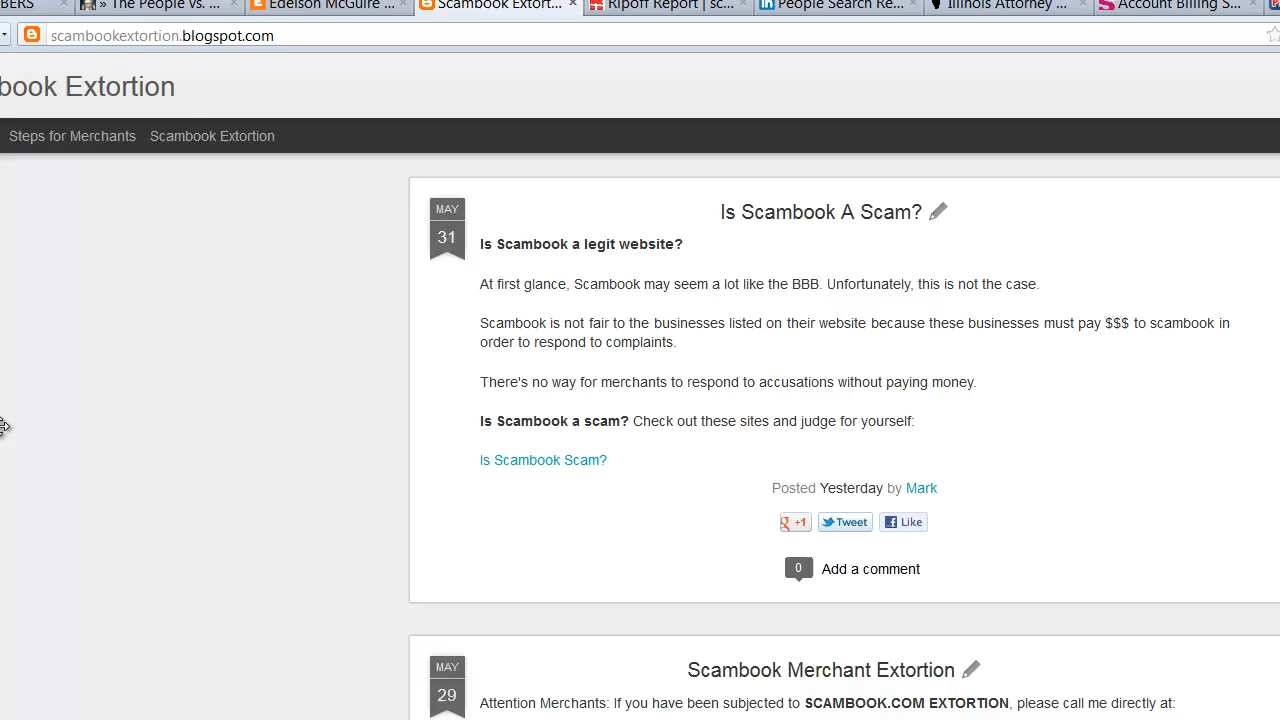 BERS » The People vs. ... Edelson McGuire ... Scambook Extort... Ripoff Report | sc... People Search Re... Illinois Attorney ... Account Billing S...
scambookextortion.blogspot.com
book Extortion
Steps for Merchants Scambook Extortion
MAY
31
Is Scambook A Scam?
Is Scambook a legit website?
At first glance, Scambook may seem a lot like the BBB. Unfortunately, this is not the case.
Scambook is not fair to the businesses listed on their website because these businesses must pay $$$ to scambook in
order to respond to complaints.
There's no way for merchants to respond to accusations without paying money.
Is Scambook a scam? Check out these sites and judge for yourself:
Is Scambook Scam?
Posted Yesterday by Mark
+1 Tweet Like
0 Add a comment
MAY
29
Scambook Merchant Extortion
Attention Merchants: If you have been subjected to SCAMBOOK.COM EXTORTION, please call me directly at: